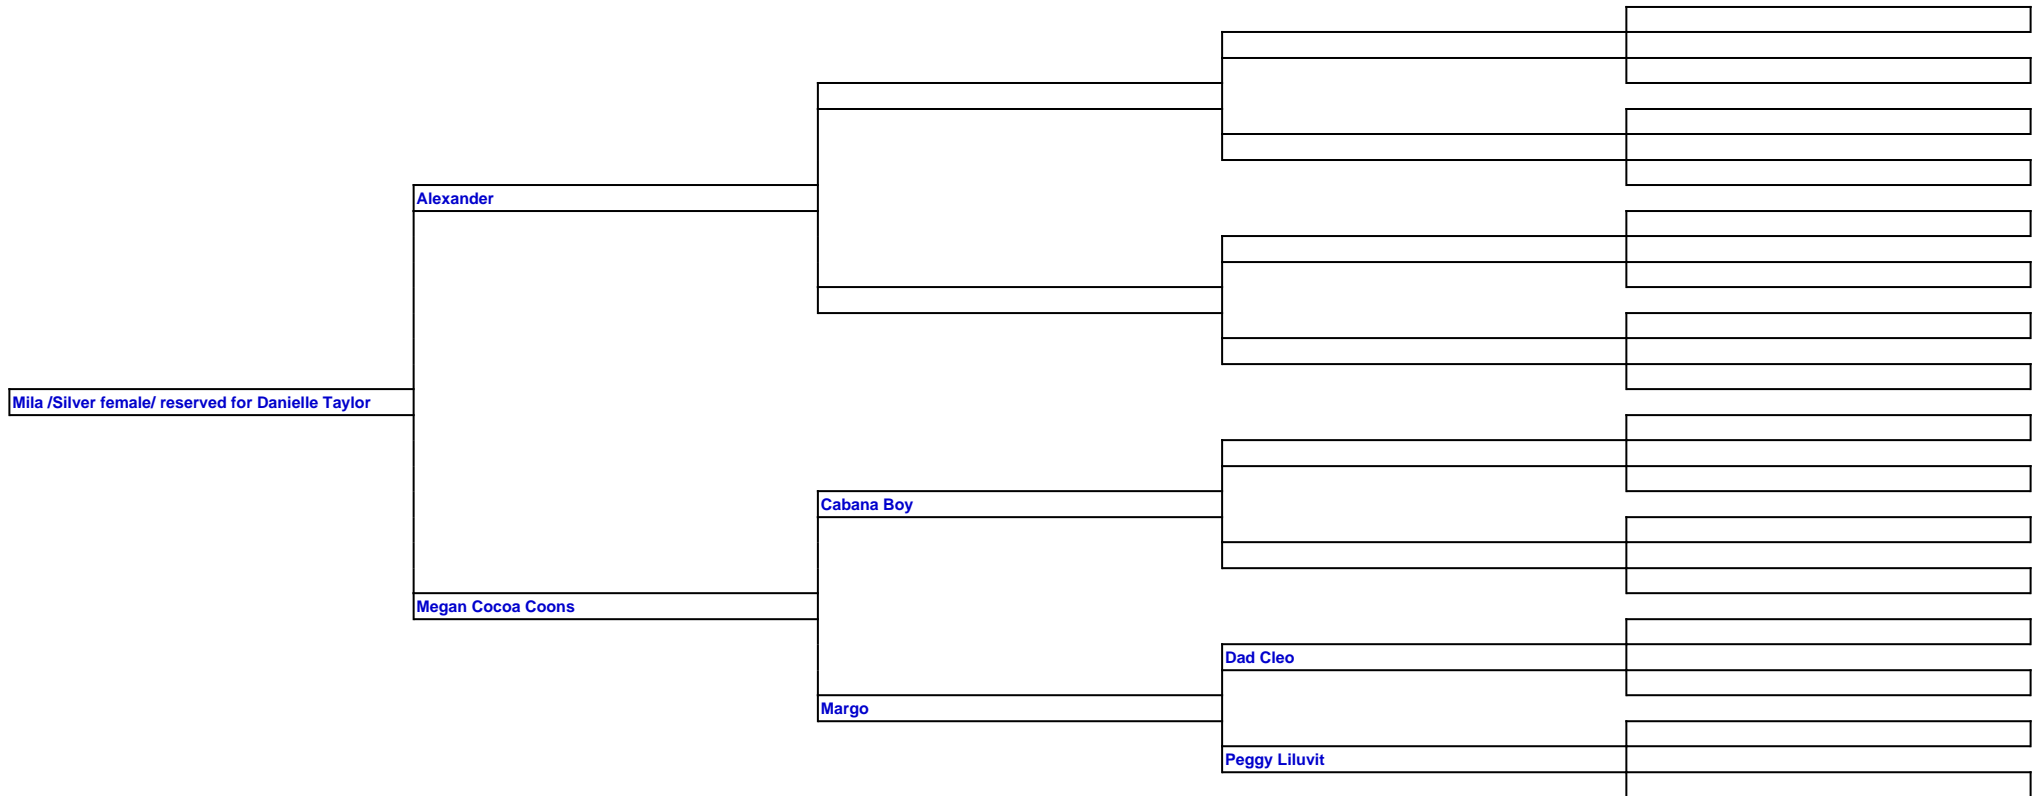 Alexander
Mila /Silver female/ reserved for Danielle Taylor
Cabana Boy
Megan Cocoa Coons
Dad Cleo
Margo
Peggy Liluvit